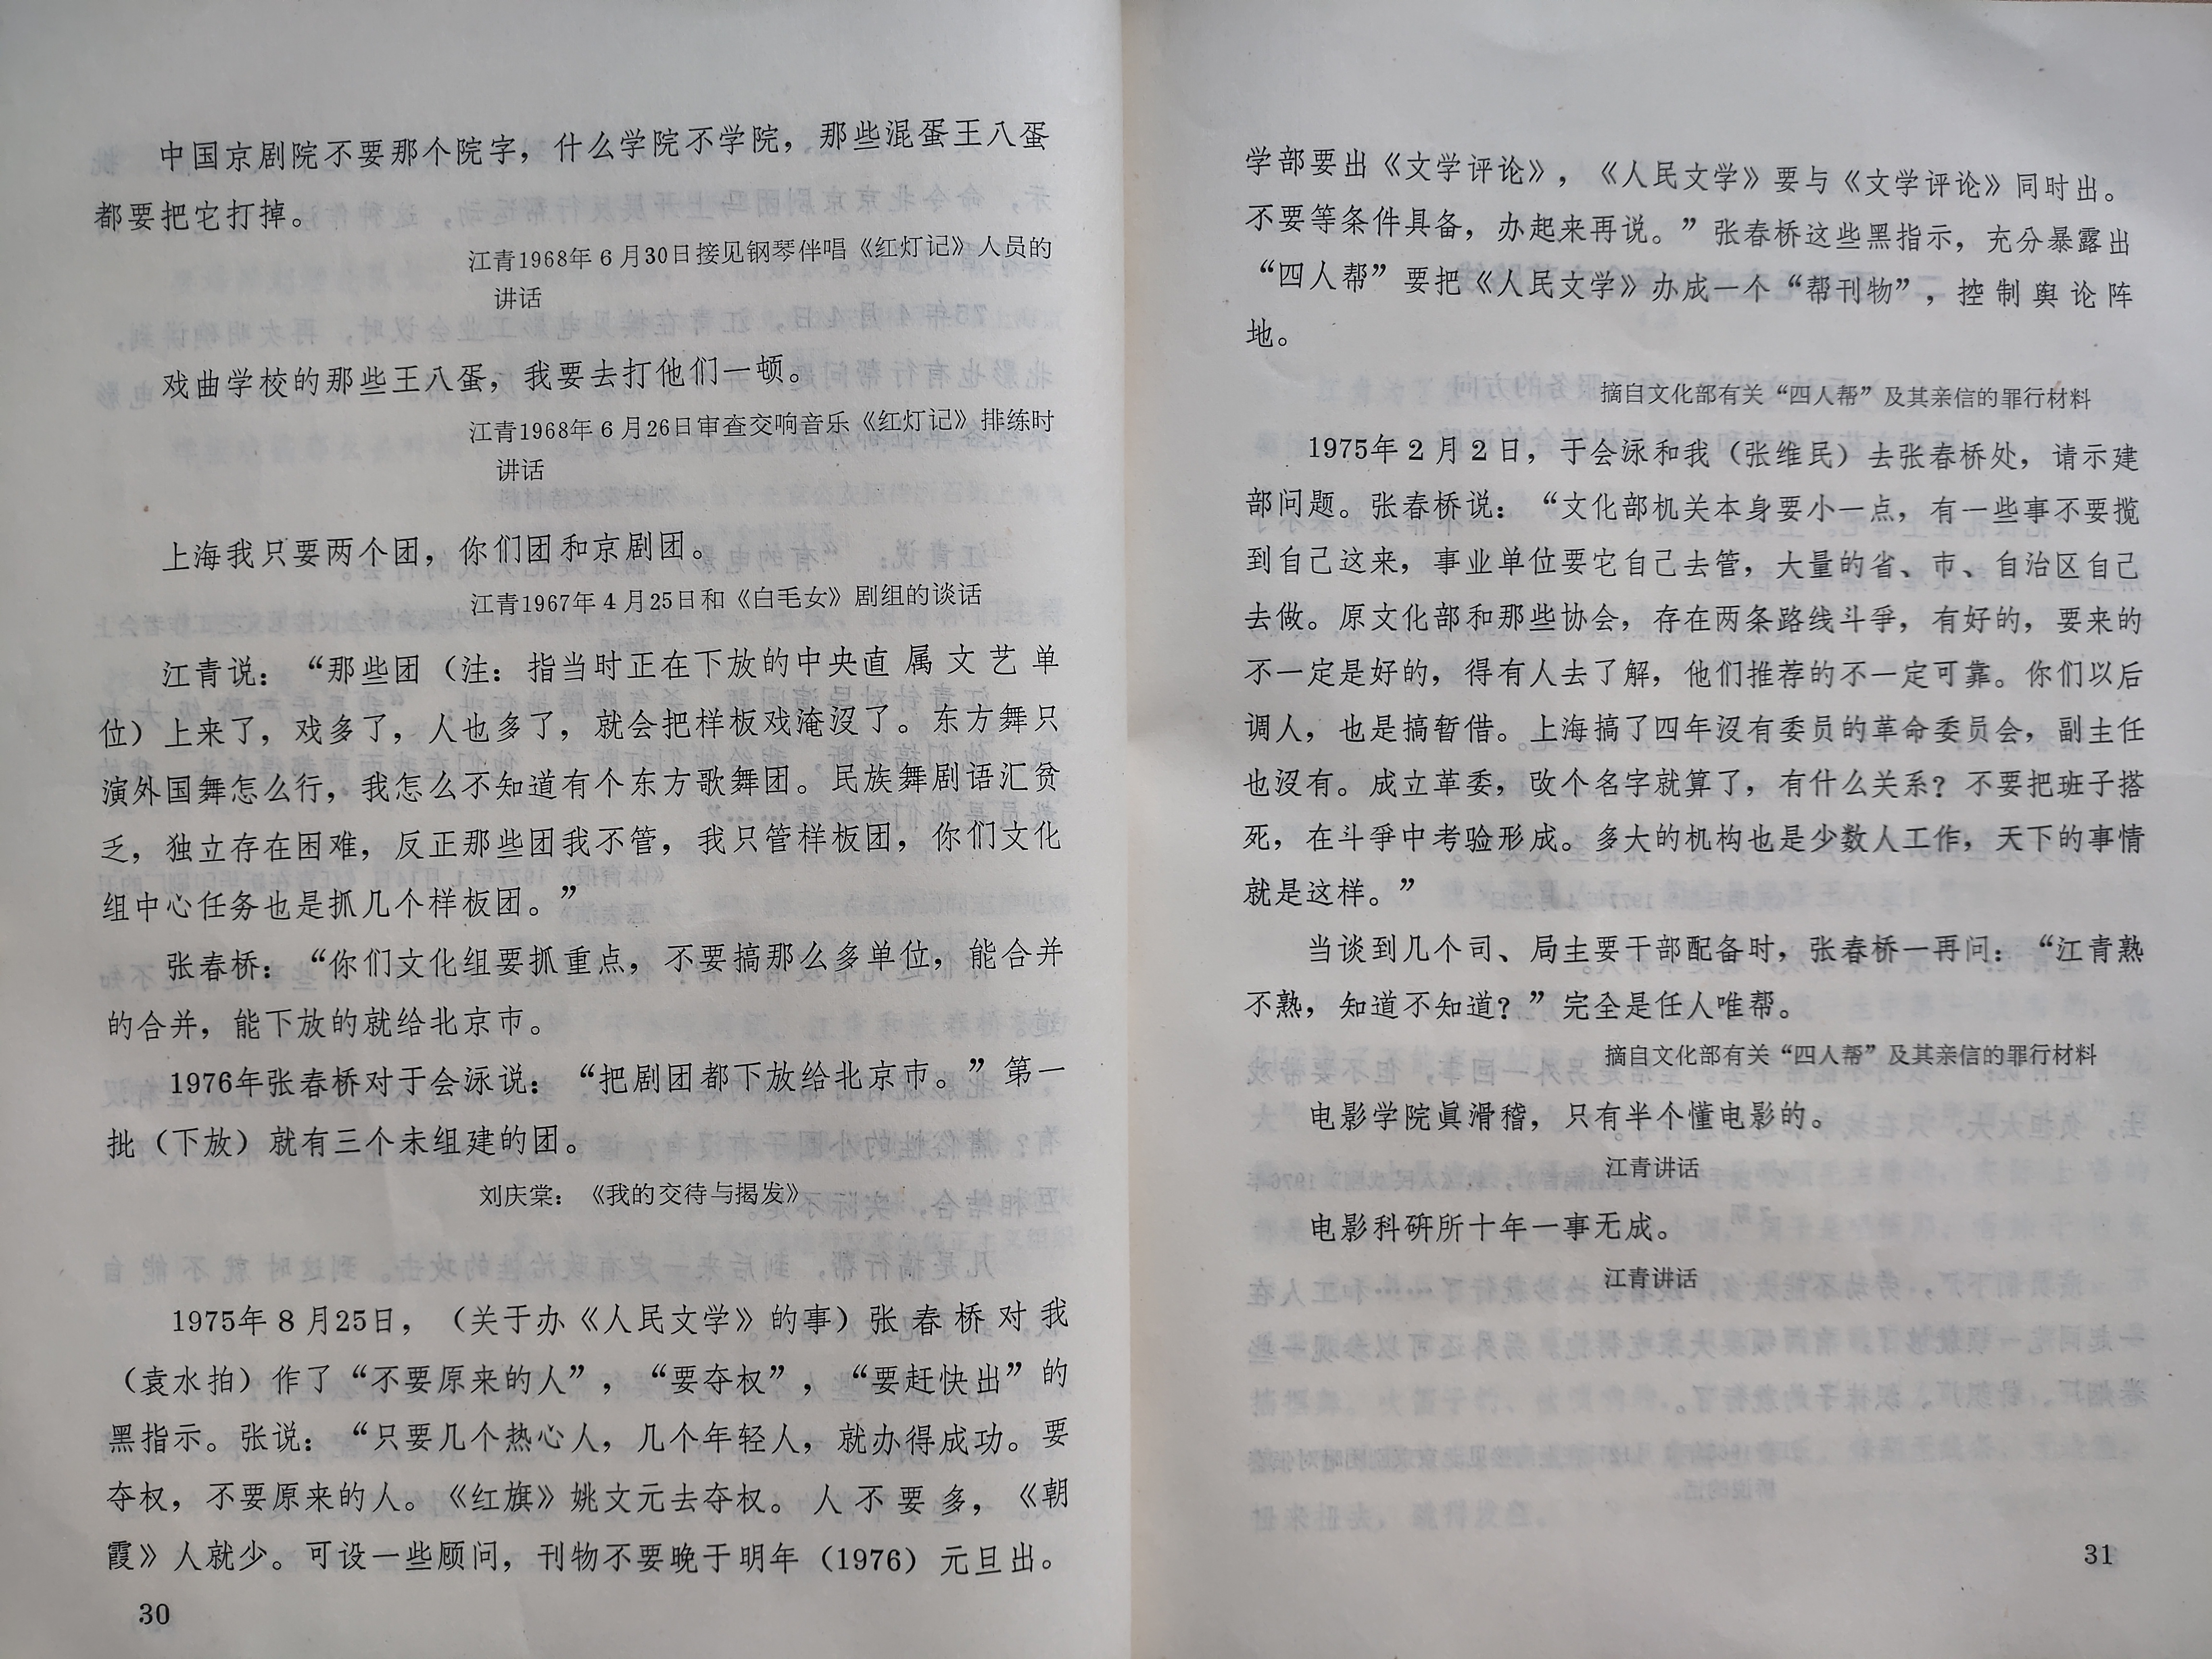 中国京剧院不要那个院字，什么学院不学院，那些混蛋王八蛋
都要把它打掉。
江青1968年6月30日接见钢琴伴唱《红灯记》人员的
讲话
戏曲学校的那些王八蛋，我要去打他们一顿。
江青1968年6月26日审查交响音乐《红灯记》排练时
讲话
上海我只要两个团，你们团和京剧团。
江青1967年4月25日和《白毛女》剧组的谈话
江青说：“那些团（注：指当时正在下放的中央直属文艺单
位）上来了，戏多了，人也多了，就会把样板戏淹没了。东方舞只
演外国舞怎么行，我怎么不知道有个东方歌舞团。民族舞剧语汇贫
乏，独立存在困难，反正那些团我不管，我只管样板团，你们文化
组中心任务也是抓几个样板团。”
张春桥：“你们文化组要抓重点，不要搞那么多单位，能合并
的合并，能下放的就给北京市。
1976年张春桥对于会泳说：“把剧团都下放给北京市。”第一
批（下放）就有三个未组建的团。
刘庆棠：《我的交待与揭发》
1975年8月25日，（关于办《人民文学》的事）张春桥对我
（袁水拍）作了“不要原来的人”，“要夺权”，“要赶快出”的
黑指示。张说：“只要几个热心人，几个年轻人，就办得成功。要
夺权，不要原来的人。《红旗》姚文元去夺权。人不要多，《朝
霞》人就少。可设一些顾问，刊物不要晚于明年（1976）元旦出。
30
学部要出《文学评论》，《人民文学》要与《文学评论》同时出。
不要等条件具备，办起来再说。”张春桥这些黑指示，充分暴露出
“四人帮”要把《人民文学》办成一个“帮刊物”，控制舆论阵
地。
摘自文化部有关“四人帮”及其亲信的罪行材料
1975年2月2日，于会泳和我（张维民）去张春桥处，请示建
部问题。张春桥说：“文化部机关本身要小一点，有一些事不要揽
到自己这来，事业单位要它自己去管，大量的省、市、自治区自己
去做。原文化部和那些协会，存在两条路线斗爭，有好的，要来的
不一定是好的，得有人去了解，他们推荐的不一定可靠。你们以后
调人，也是搞暂借。上海搞了四年沒有委员的革命委员会，副主任
也沒有。成立革委，改个名字就算了，有什么关系？不要把班子搭
死，在斗爭中考验形成。多大的机构也是少数人工作，天下的事情
就是这样。”
当谈到几个司、局主要干部配备时，张春桥一再问：“江青熟
不熟，知道不知道？”完全是任人唯帮。
摘自文化部有关“四人帮”及其亲信的罪行材料
电影学院眞滑稽，只有半个懂电影的。
江青讲话
电影科研所十年一事无成。
江青讲话
31